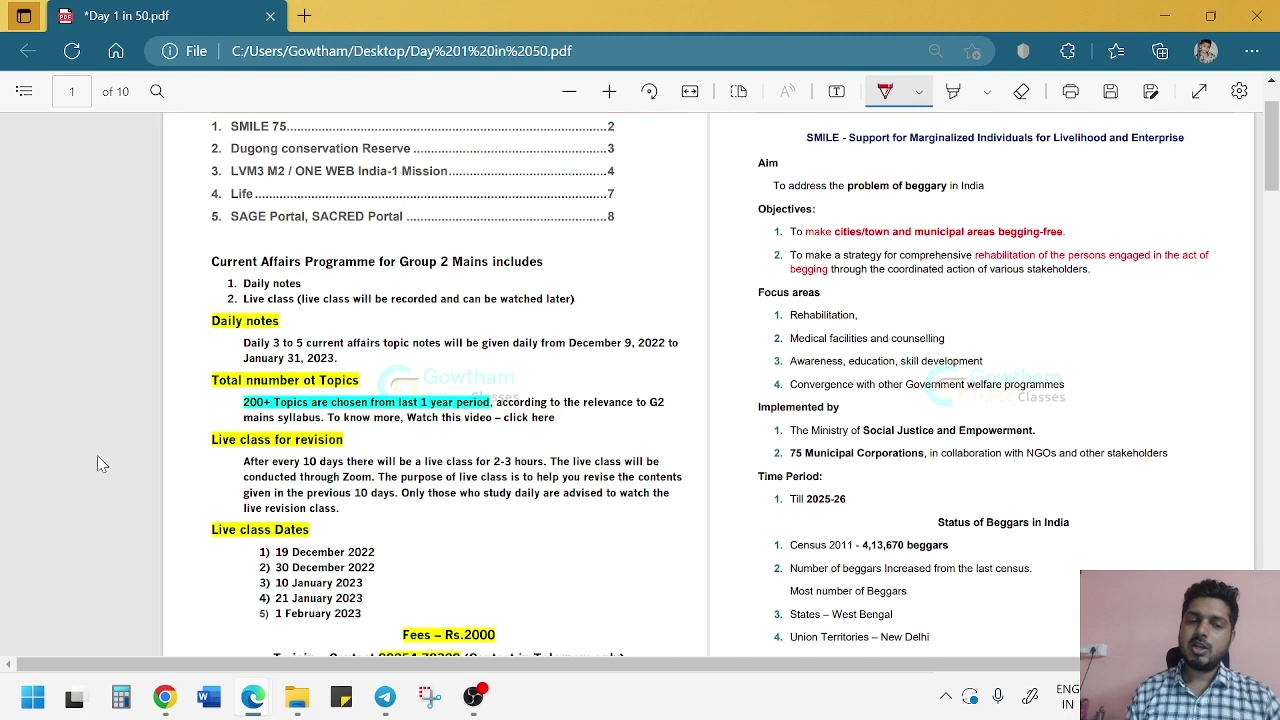 *Day 1 in 50.pdf
File
C:/Users/Gowtham/Desktop/Day%201%20in%2050.pdf
1
of 10
1. SMILE 75 2
2. Dugong conservation Reserve 3
3. LVM3 M2 / ONE WEB India-1 Mission 4
4. Life 7
5. SAGE Portal, SACRED Portal 8
Current Affairs Programme for Group 2 Mains includes
1. Daily notes
2. Live class (live class will be recorded and can be watched later)
Daily notes
Daily 3 to 5 current affairs topic notes will be given daily from December 9, 2022 to
January 31, 2023.
Total nnumber ot Topics
200+ Topics are chosen from last 1 year period, according to the relevance to G2
mains syllabus. To know more, Watch this video – click here
Live class for revision
After every 10 days there will be a live class for 2-3 hours. The live class will be
conducted through Zoom. The purpose of live class is to help you revise the contents
given in the previous 10 days. Only those who study daily are advised to watch the
live revision class.
Live class Dates
1) 19 December 2022
2) 30 December 2022
3) 10 January 2023
4) 21 January 2023
5) 1 February 2023
Fees – Rs.2000
Gowtham
Classes
SMILE - Support for Marginalized Individuals for Livelihood and Enterprise
Aim
To address the problem of beggary in India
Objectives:
1. To make cities/town and municipal areas begging-free.
2. To make a strategy for comprehensive rehabilitation of the persons engaged in the act of
begging through the coordinated action of various stakeholders.
Focus areas
1. Rehabilitation,
2. Medical facilities and counselling
3. Awareness, education, skill development
4. Convergence with other Government welfare programmes
Gowtham
Classes
Implemented by
1. The Ministry of Social Justice and Empowerment.
2. 75 Municipal Corporations, in collaboration with NGOs and other stakeholders
Time Period:
1. Till 2025-26
Status of Beggars in India
1. Census 2011 - 4,13,670 beggars
2. Number of beggars Increased from the last census.
Most number of Beggars
3. States – West Bengal
4. Union Territories – New Delhi
ENG
IN